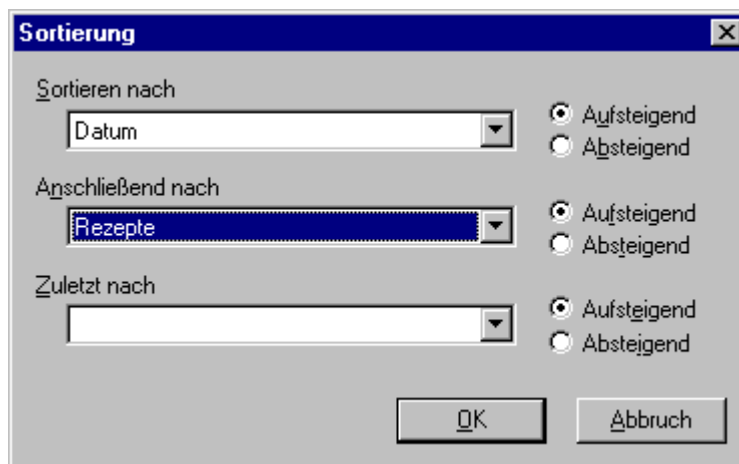 Sortierung
Sortieren nach
Datum
Aufsteigend
Absteigend
Anschließend nach
Rezepte
Aufsteigend
Absteigend
Zuletzt nach
Aufsteigend
Absteigend
OK
Abbruch